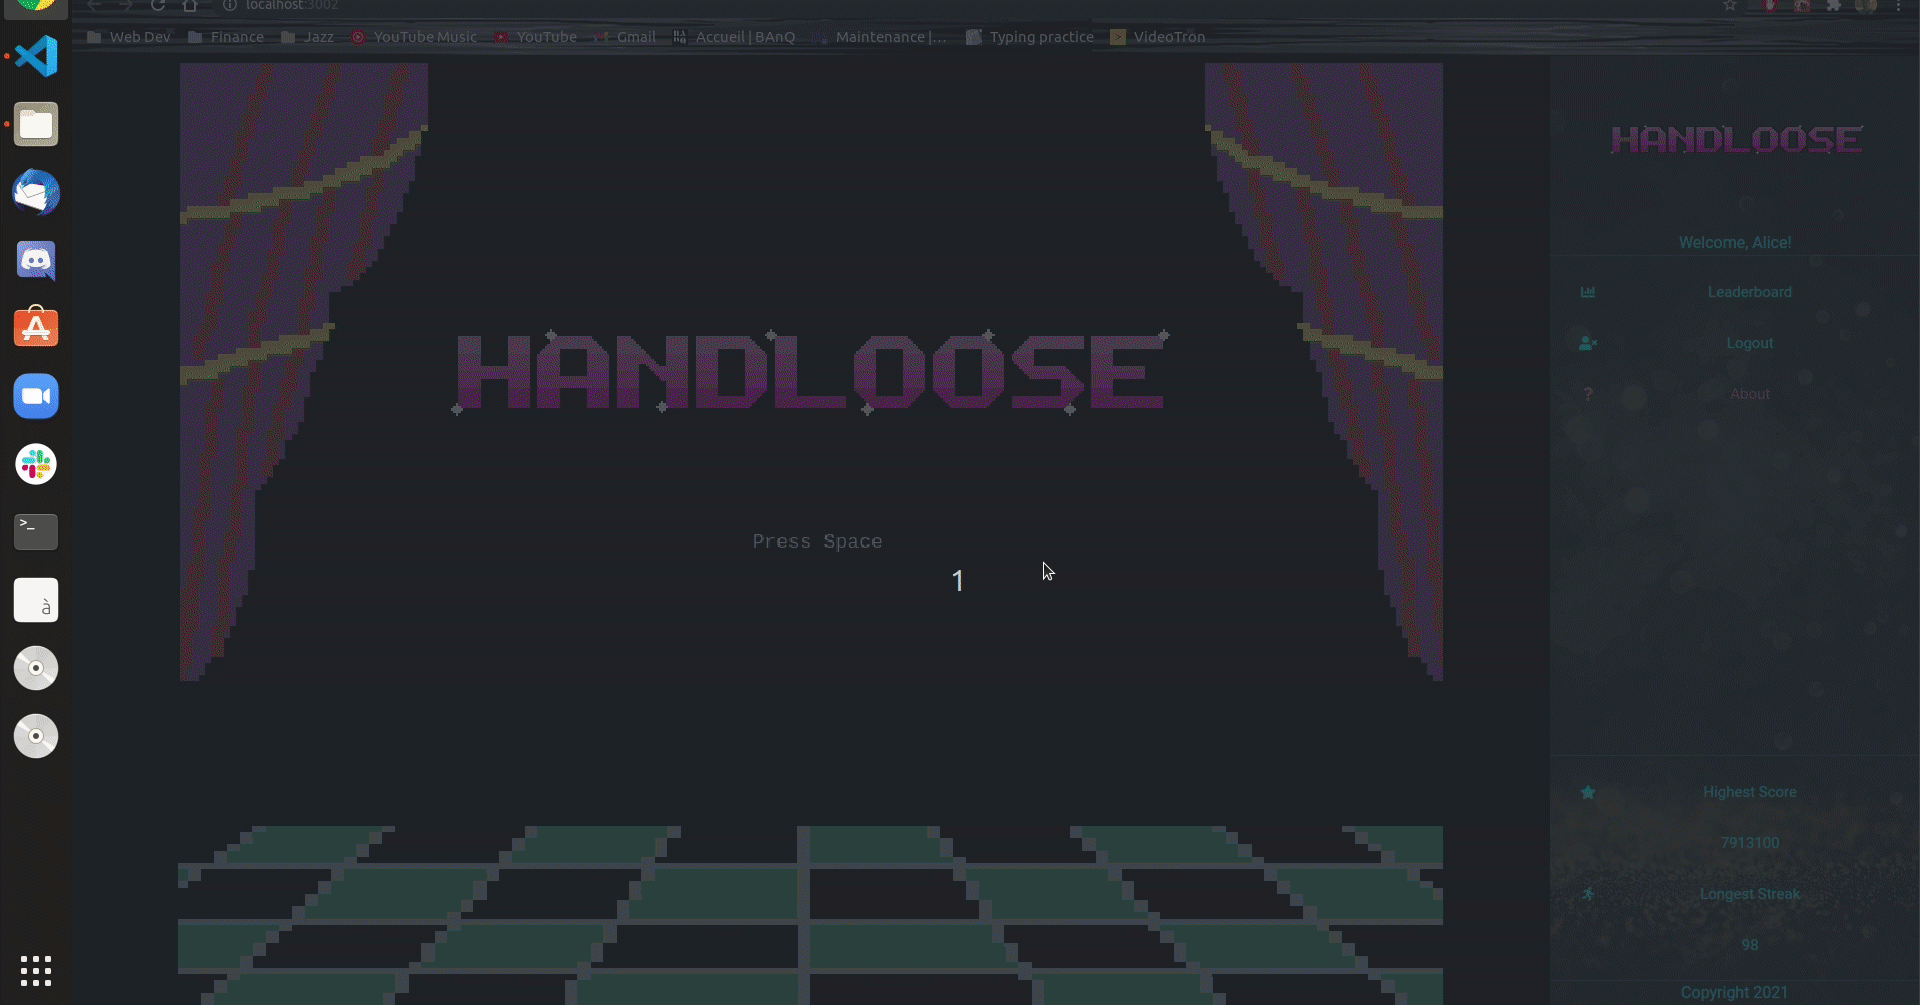 localhost:3002
Web Dev Finance Jazz YouTube Music YouTube Gmail Accueil | BAnQ Maintenance |... Typing practice VideoTron
HANDLOOSE
Welcome, Alice!
Leaderboard
Logout
? About
HANDLOOSE
Press Space
1
>_
à
Highest Score
7913100
Longest Streak
98
Copyright 2021